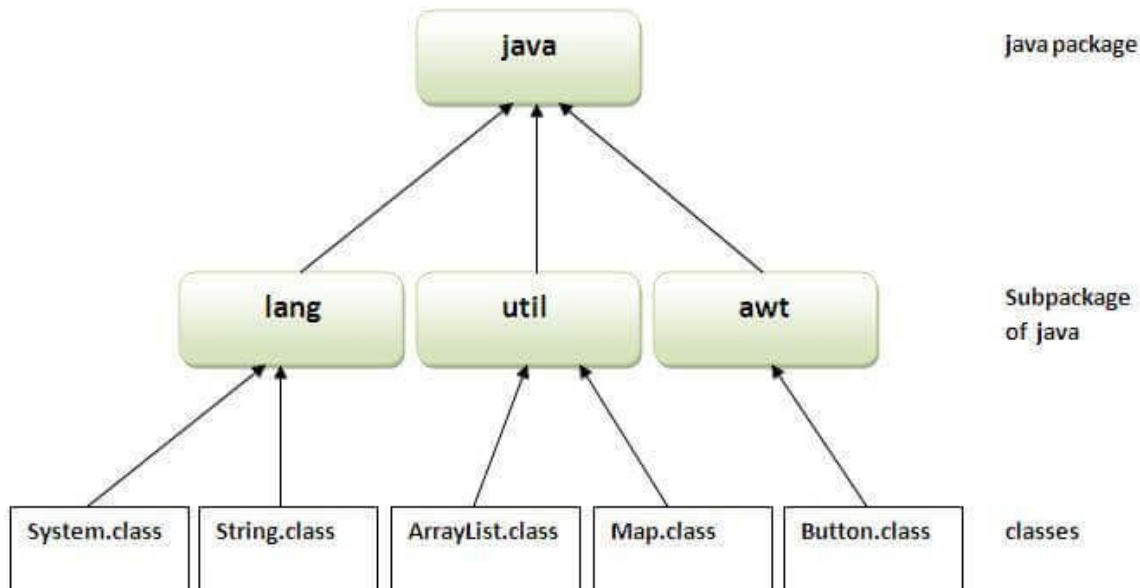 java
java package
lang
util
awt
Subpackage
of java
System.class
String.class
ArrayList.class
Map.class
Button.class
classes